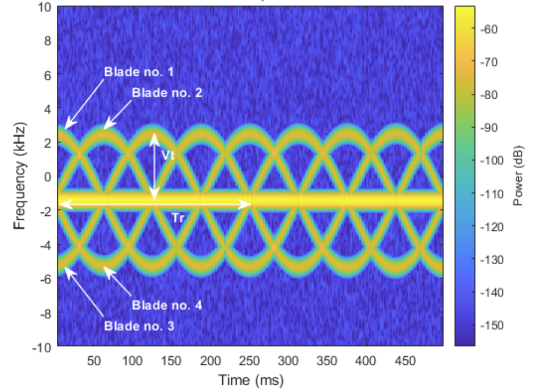 10
8
6
4
2
0
-2
-4
-6
-8
-10
Frequency (kHz)
Blade no. 1
Blade no. 2
Vt
Tr
Blade no. 4
Blade no. 3
50 100 150 200 250 300 350 400 450
Time (ms)
-60
-70
-80
-90
-100
-110
-120
-130
-140
-150
Power (dB)